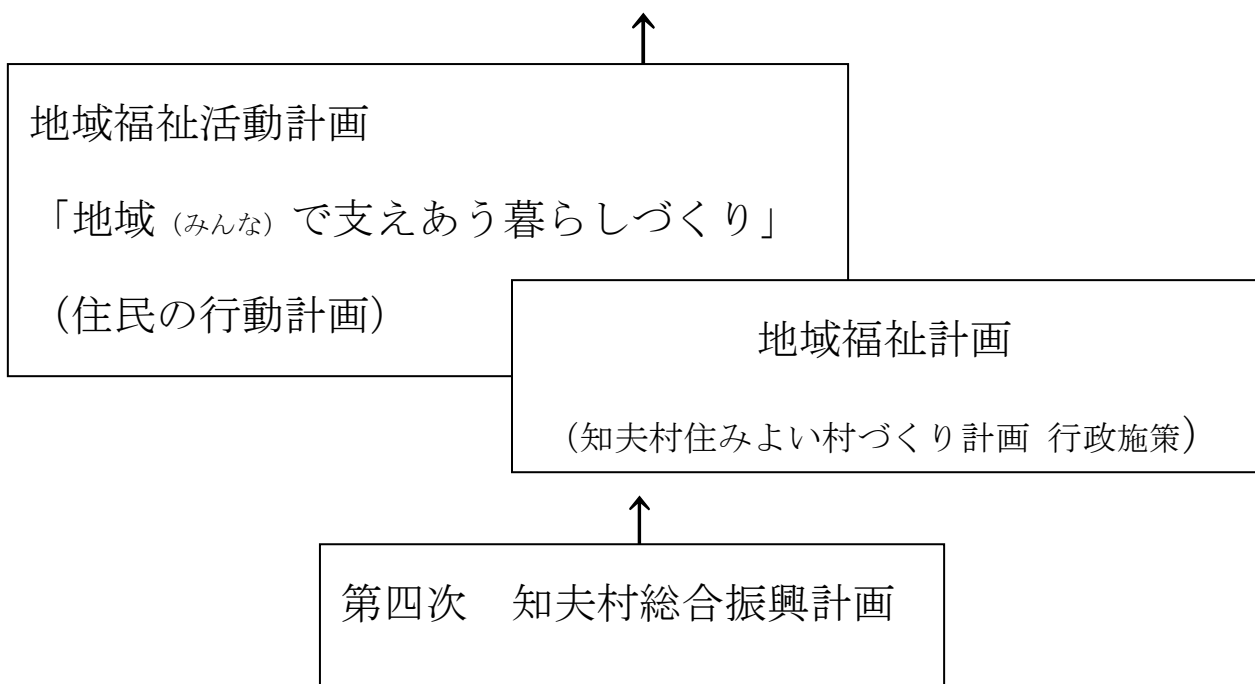 地域福祉活動計画
「地域（みんな）で支えあう暮らしづくり」
（住民の行動計画）
地域福祉計画
（知夫村住みよい村づくり計画 行政施策）
第四次　知夫村総合振興計画